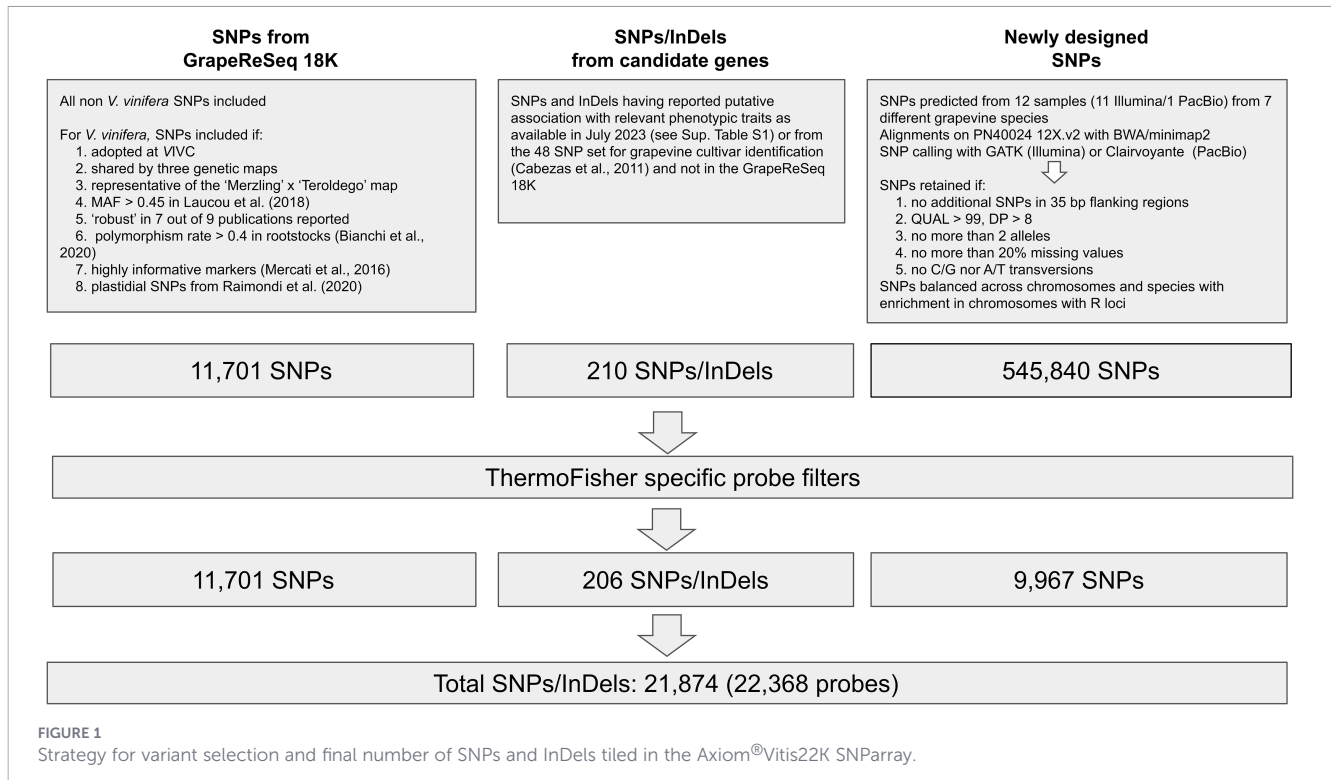 SNPs from
GrapeReSeq 18K
All non V. vinifera SNPs included
For V. vinifera, SNPs included if:
1. adopted at VIVC
2. shared by three genetic maps
3. representative of the ‘Merzling’ x ‘Teroldego’ map
4. MAF > 0.45 in Laucou et al. (2018)
5. ‘robust’ in 7 out of 9 publications reported
6. polymorphism rate > 0.4 in rootstocks (Bianchi et al.,
2020)
7. highly informative markers (Mercati et al., 2016)
8. plastidial SNPs from Raimondi et al. (2020)
SNPs/InDels
from candidate genes
SNPs and InDels having reported putative
association with relevant phenotypic traits as
available in July 2023 (see Sup. Table S1) or from
the 48 SNP set for grapevine cultivar identification
(Cabezas et al., 2011) and not in the GrapeReSeq
18K
Newly designed
SNPs
SNPs predicted from 12 samples (11 Illumina/1 PacBio) from 7
different grapevine species
Alignments on PN40024 12X.v2 with BWA/minimap2
SNP calling with GATK (Illumina) or Clairvoyante (PacBio)
SNPs retained if:
1. no additional SNPs in 35 bp flanking regions
2. QUAL > 99, DP > 8
3. no more than 2 alleles
4. no more than 20% missing values
5. no C/G nor A/T transversions
SNPs balanced across chromosomes and species with
enrichment in chromosomes with R loci
11,701 SNPs
210 SNPs/InDels
545,840 SNPs
ThermoFisher specific probe filters
11,701 SNPs
206 SNPs/InDels
9,967 SNPs
Total SNPs/InDels: 21,874 (22,368 probes)
FIGURE 1
Strategy for variant selection and final number of SNPs and InDels tiled in the Axiom®Vitis22K SNParray.